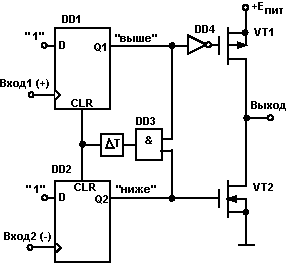 +Eпит
DD1
DD4
VT1
"1"
D
Q1
"выше"
Вход1 (+)
CLR
Выход
ΔT
DD3
&
DD2
CLR
"1"
D
Q2
"ниже"
VT2
Вход2 (-)